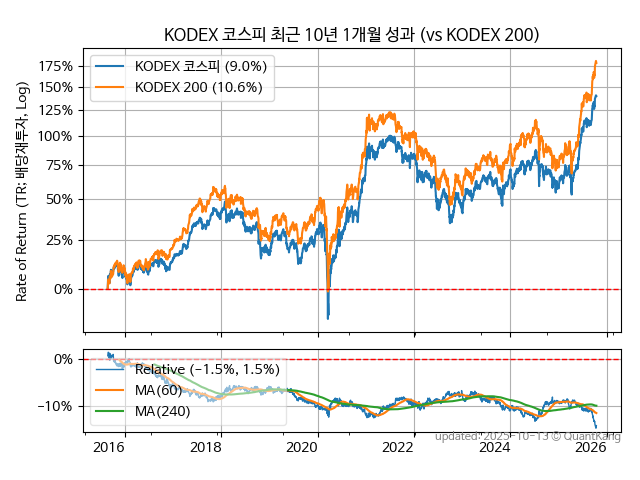 KODEX 코스피 최근 10년 1개월 성과 (vs KODEX 200)
Rate of Return (TR: 배당재투자, Log)
KODEX 코스피 (9.0%)
KODEX 200 (10.6%)
175%
150%
125%
100%
75%
50%
25%
0%
0%
−10%
Relative (−1.5%, 1.5%)
MA(60)
MA(240)
2016
2018
2020
2022
2024
2026
updated: 2025-10-13 © QuantKang